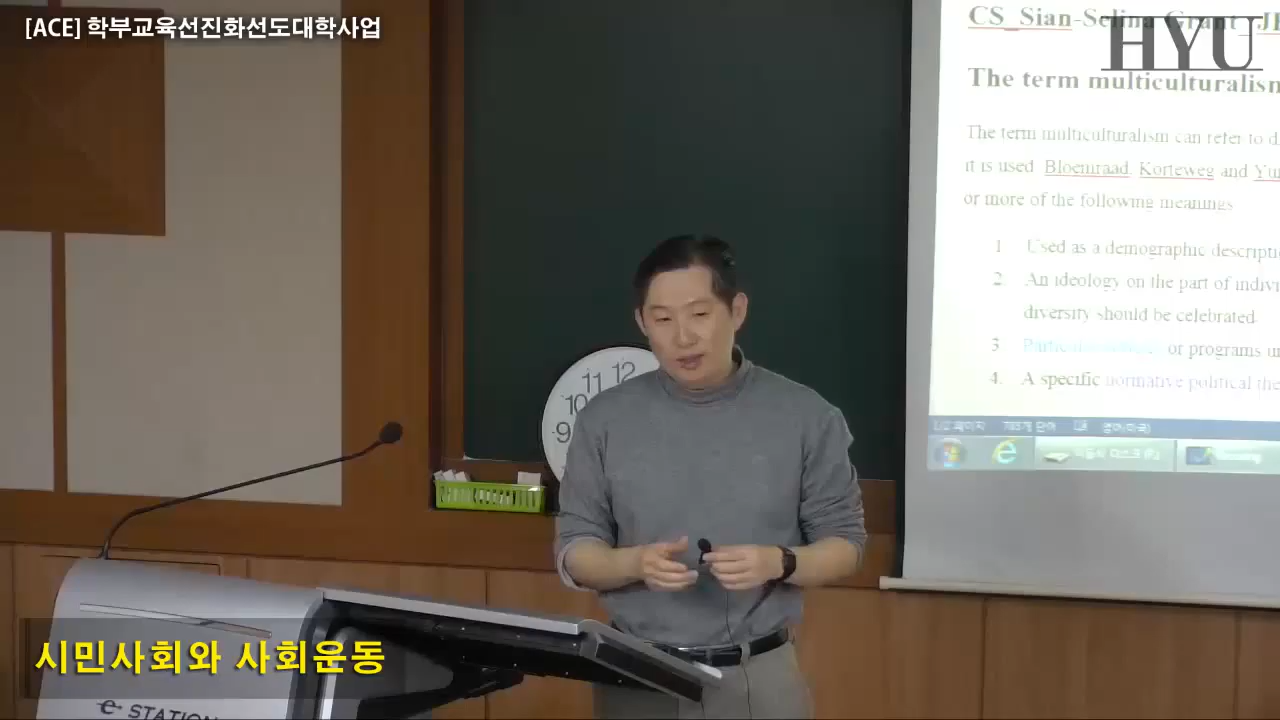 [ACE] 학부교육선진화선도대학사업
HYU
CS_Sian-Selina Grant
The term multiculturalism
The term multiculturalism can refer to
it is used Bloemraad, Korteweg and Yur
or more of the following meanings
1 Used as a demographic descripti
2. An ideology on the part of indivi
diversity should be celebrated
3 or programs un
4. A specific normative political the
11 12
10
9
시민사회와 사회운동
e STATION